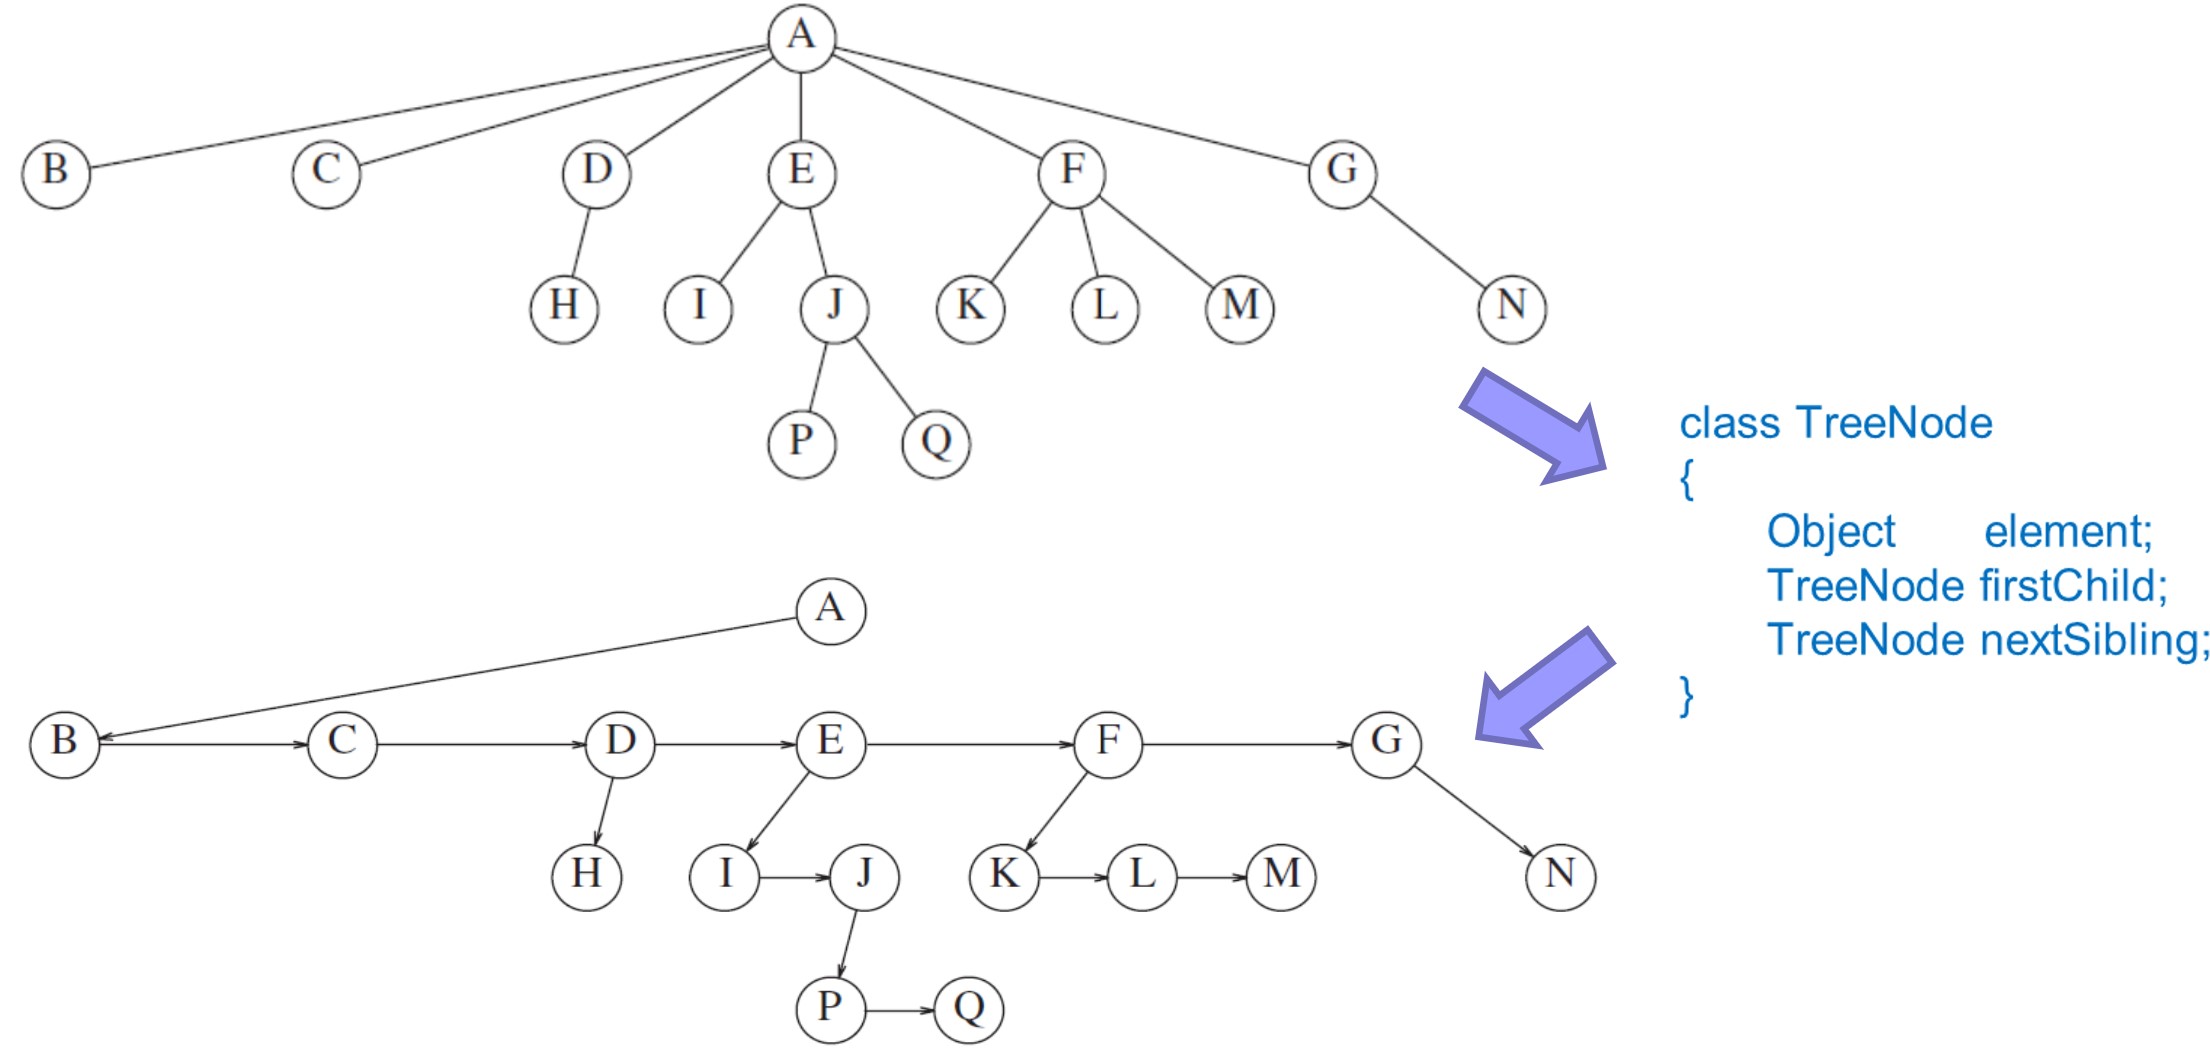 A
B C D E F G
H I J K L M N
P Q
class TreeNode
{
Object element;
TreeNode firstChild;
TreeNode nextSibling;
}
A
B C D E F G
H I J K L M N
P Q